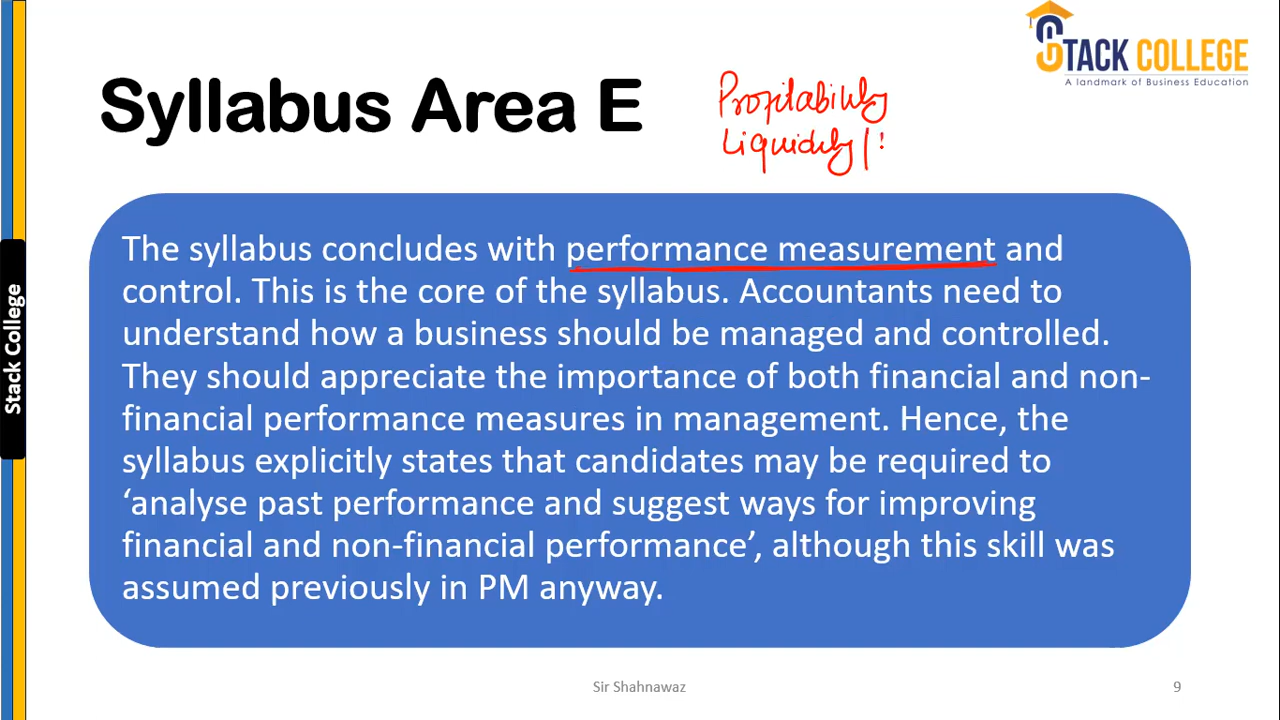 STACK COLLEGE
A landmark of Business Education
Syllabus Area E
Profitability
Liquidity |
The syllabus concludes with performance measurement and
control. This is the core of the syllabus. Accountants need to
understand how a business should be managed and controlled.
They should appreciate the importance of both financial and non-
financial performance measures in management. Hence, the
syllabus explicitly states that candidates may be required to
‘analyse past performance and suggest ways for improving
financial and non-financial performance’, although this skill was
assumed previously in PM anyway.
Stack College
Sir Shahnawaz
9